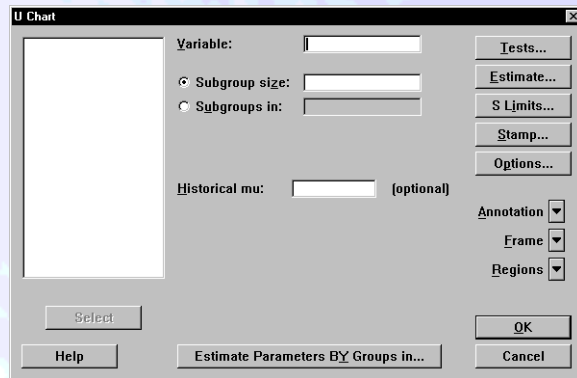 U Chart
Variable:
Subgroup size:
Subgroups in:
Historical mu: (optional)
Tests...
Estimate...
S Limits...
Stamp...
Options...
Annotation
Frame
Regions
Select
OK
Help
Estimate Parameters BY Groups in...
Cancel